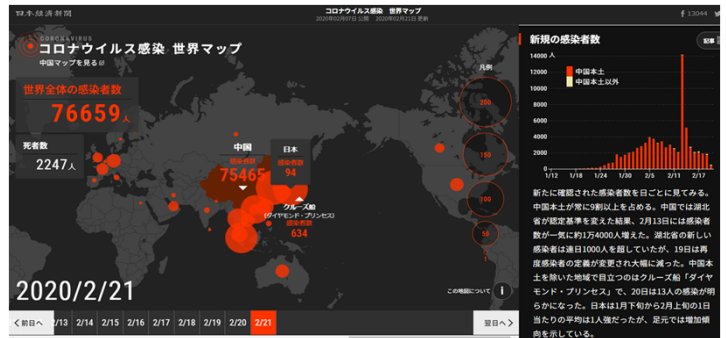 日本経済新聞
コロナウイルス感染 世界マップ
2020年02月07日 公開 2020年02月21日 更新
13044
CORONAVIRUS
コロナウイルス感染 世界マップ
中国マップを見る
世界全体の感染者数
76659人
死者数
2247人
中国
感染者数
75465
日本
感染者数
94
クルーズ船
(ダイヤモンド・プリンセス)
感染者数
634
凡例
200
150
100
50
1
この地図について
2020/2/21
前日へ
2/13 2/14 2/15 2/16 2/17 2/18 2/19 2/20 2/21
翌日へ
新規の感染者数
記事
14000 人
12000
10000
8000
6000
4000
2000
0
中国本土
中国本土以外
1/12 1/18 1/24 1/30 2/5 2/11 2/17
新たに確認された感染者数を日ごとに見てみる。
中国本土が常に9割以上を占める。中国では湖北
省が認定基準を変えた結果、2月13日には感染者
数が一気に約1万4000人増えた。湖北省の新しい
感染者は連日1000人を超していたが、19日は再
度感染者の定義が変更され大幅に減った。中国本
土を除いた地域で目立つのはクルーズ船「ダイヤ
モンド・プリンセス」で、20日は13人の感染が明
らかになった。日本は1月下旬から2月上旬の1日
当たりの平均は1人強だったが、足元では増加傾
向を示している。